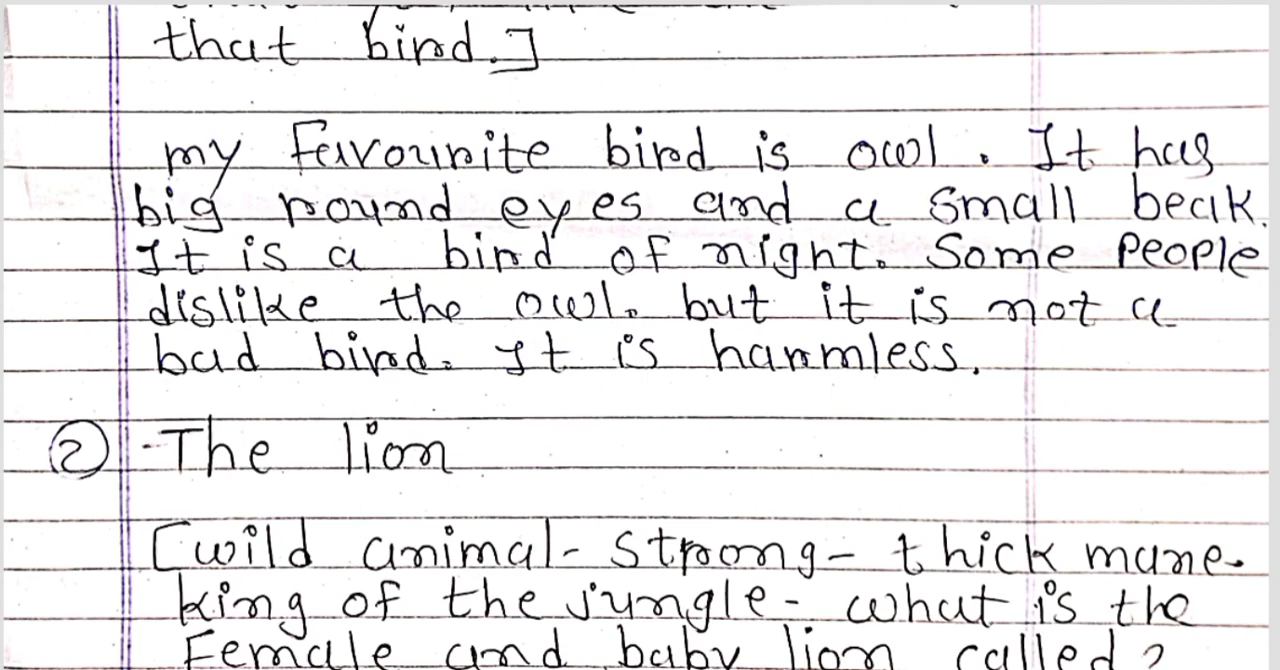 that bird.]
my favourite bird is owl. It has
big round eyes and a small beak.
It is a bird of night. Some People
dislike the owl. but it is not a
bad bird. It is harmless.
② The lion
[wild animal - strong - thick mane -
king of the jungle - what is the
Female and baby lion called?